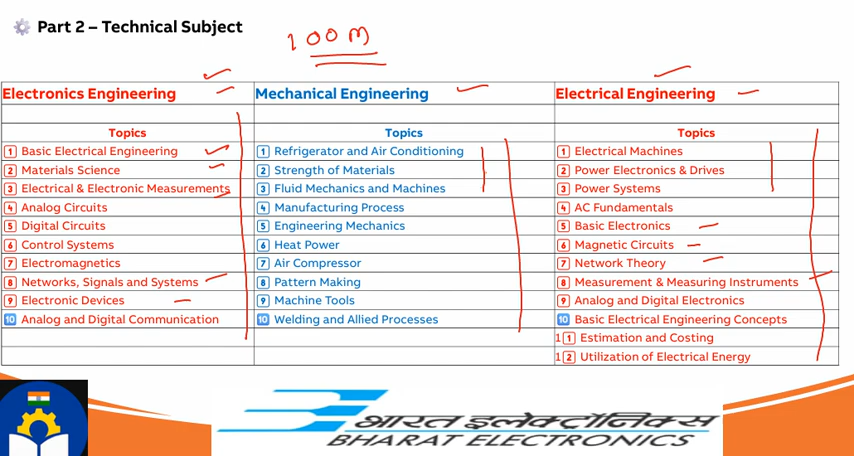 Part 2 – Technical Subject
100 m
Electronics Engineering Mechanical Engineering Electrical Engineering
Topics Topics Topics
1 Basic Electrical Engineering 1 Refrigerator and Air Conditioning 1 Electrical Machines
2 Materials Science 2 Strength of Materials 2 Power Electronics & Drives
3 Electrical & Electronic Measurements 3 Fluid Mechanics and Machines 3 Power Systems
4 Analog Circuits 4 Manufacturing Process 4 AC Fundamentals
5 Digital Circuits 5 Engineering Mechanics 5 Basic Electronics
6 Control Systems 6 Heat Power 6 Magnetic Circuits
7 Electromagnetics 7 Air Compressor 7 Network Theory
8 Networks, Signals and Systems 8 Pattern Making 8 Measurement & Measuring Instruments
9 Electronic Devices 9 Machine Tools 9 Analog and Digital Electronics
10 Analog and Digital Communication 10 Welding and Allied Processes 10 Basic Electrical Engineering Concepts
11 Estimation and Costing
12 Utilization of Electrical Energy
भारत इलेक्ट्रॉनिक्स
BHARAT ELECTRONICS